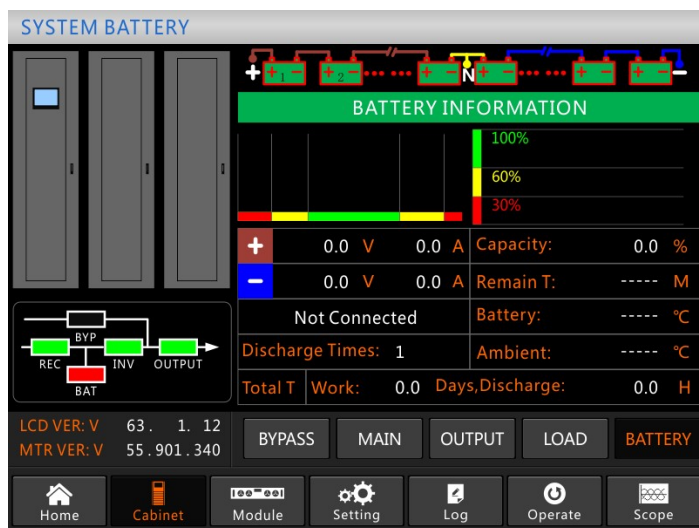 SYSTEM BATTERY
+ + 1 - + 2 - ... ... + - N + - ... ... + - + - -
BATTERY INFORMATION
100%
60%
30%
+ 0.0 V 0.0 A Capacity: 0.0 %
- 0.0 V 0.0 A Remain T: ----- M
Not Connected Battery: ----- °C
Discharge Times: 1 Ambient: ----- °C
Total T Work: 0.0 Days,Discharge: 0.0 H
BYP
REC INV OUTPUT
BAT
LCD VER: V 63. 1. 12
MTR VER: V 55.901.340
BYPASS MAIN OUTPUT LOAD BATTERY
Home Cabinet Module Setting Log Operate Scope